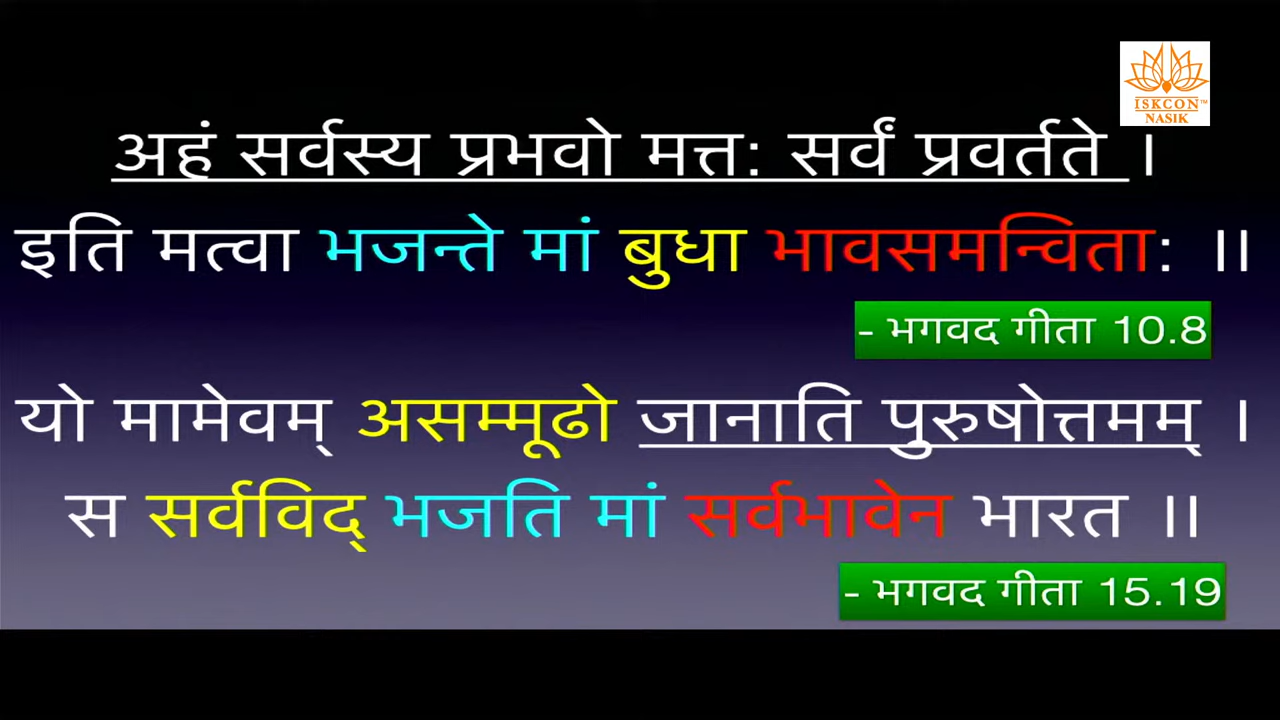 ISKCON™
NASIK
अहं सर्वस्य प्रभवो मत्त: सर्वं प्रवर्तते ।
इति मत्वा भजन्ते मां बुधा भावसमन्विता: ।।
- भगवद गीता 10.8
यो मामेवम् असम्मूढो जानाति पुरुषोत्तमम् ।
स सर्वविद् भजति मां सर्वभावेन भारत ।।
- भगवद गीता 15.19